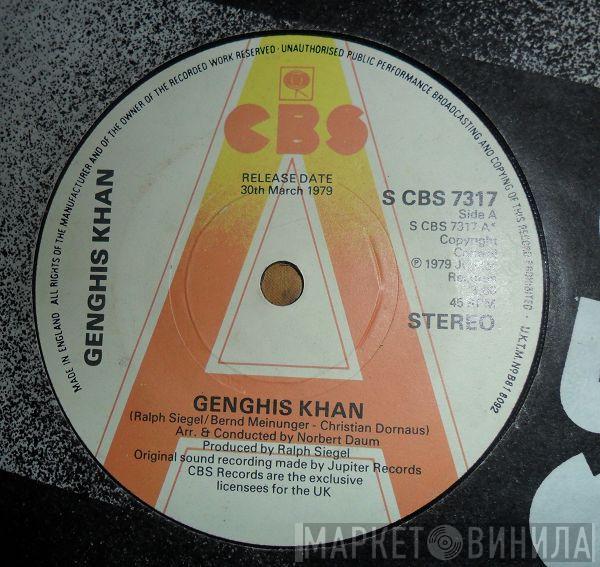 MADE IN ENGLAND ALL RIGHTS OF THE MANUFACTURER AND OF THE OWNER OF THE RECORDED WORK RESERVED · UNAUTHORISED PUBLIC PERFORMANCE BROADCASTING AND COPYING OF THIS RECORD PROHIBITED · U.K.T.M. Nº B818092
CBS
RELEASE DATE
30th March 1979
GENGHIS KHAN
S CBS 7317
Side A
S CBS 7317 A*
Copyright
℗ 1979
45 RPM
STEREO
GENGHIS KHAN
(Ralph Siegel/Bernd Meinunger - Christian Dornaus)
Arr. & Conducted by Norbert Daum
Produced by Ralph Siegel
Original sound recording made by Jupiter Records
CBS Records are the exclusive
licensees for the UK
МАРКЕТ ВИНИЛА